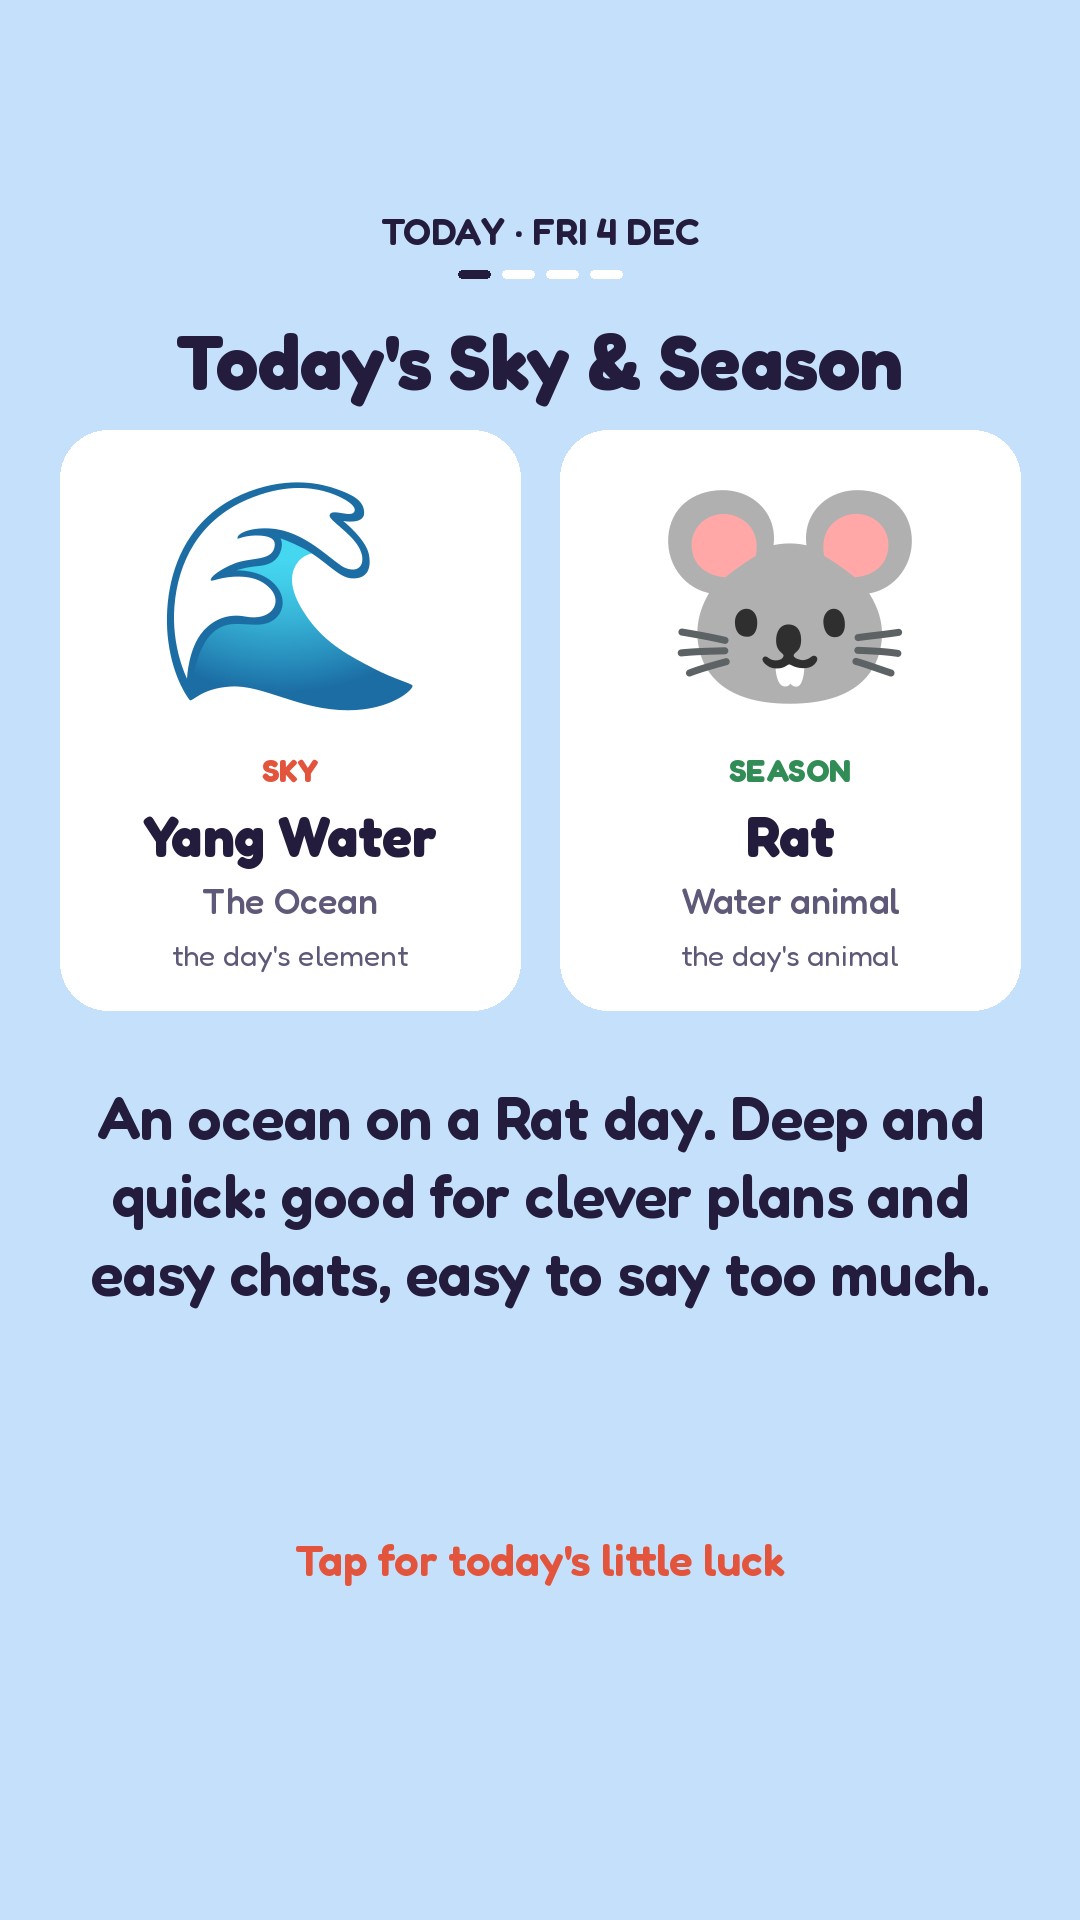 TODAY · FRI 4 DEC
Today's Sky & Season
SKY
Yang Water
The Ocean
the day's element
SEASON
Rat
Water animal
the day's animal
An ocean on a Rat day. Deep and
quick: good for clever plans and
easy chats, easy to say too much.
Tap for today's little luck